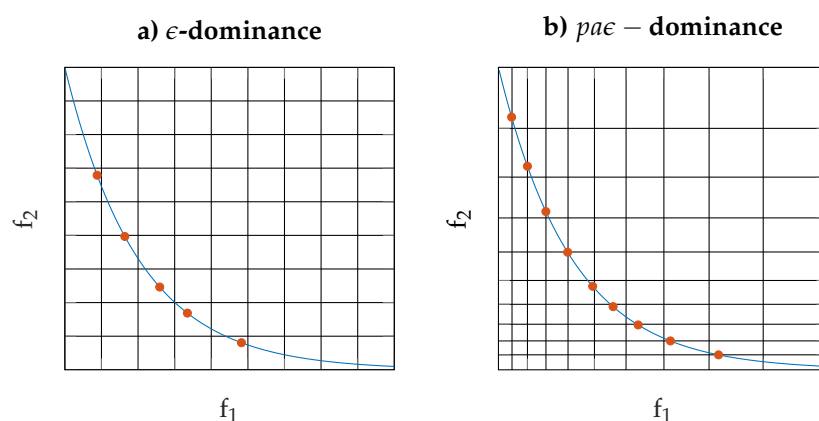 a) ϵ-dominance
b) paϵ − dominance
f₂
f₂
f₁
f₁